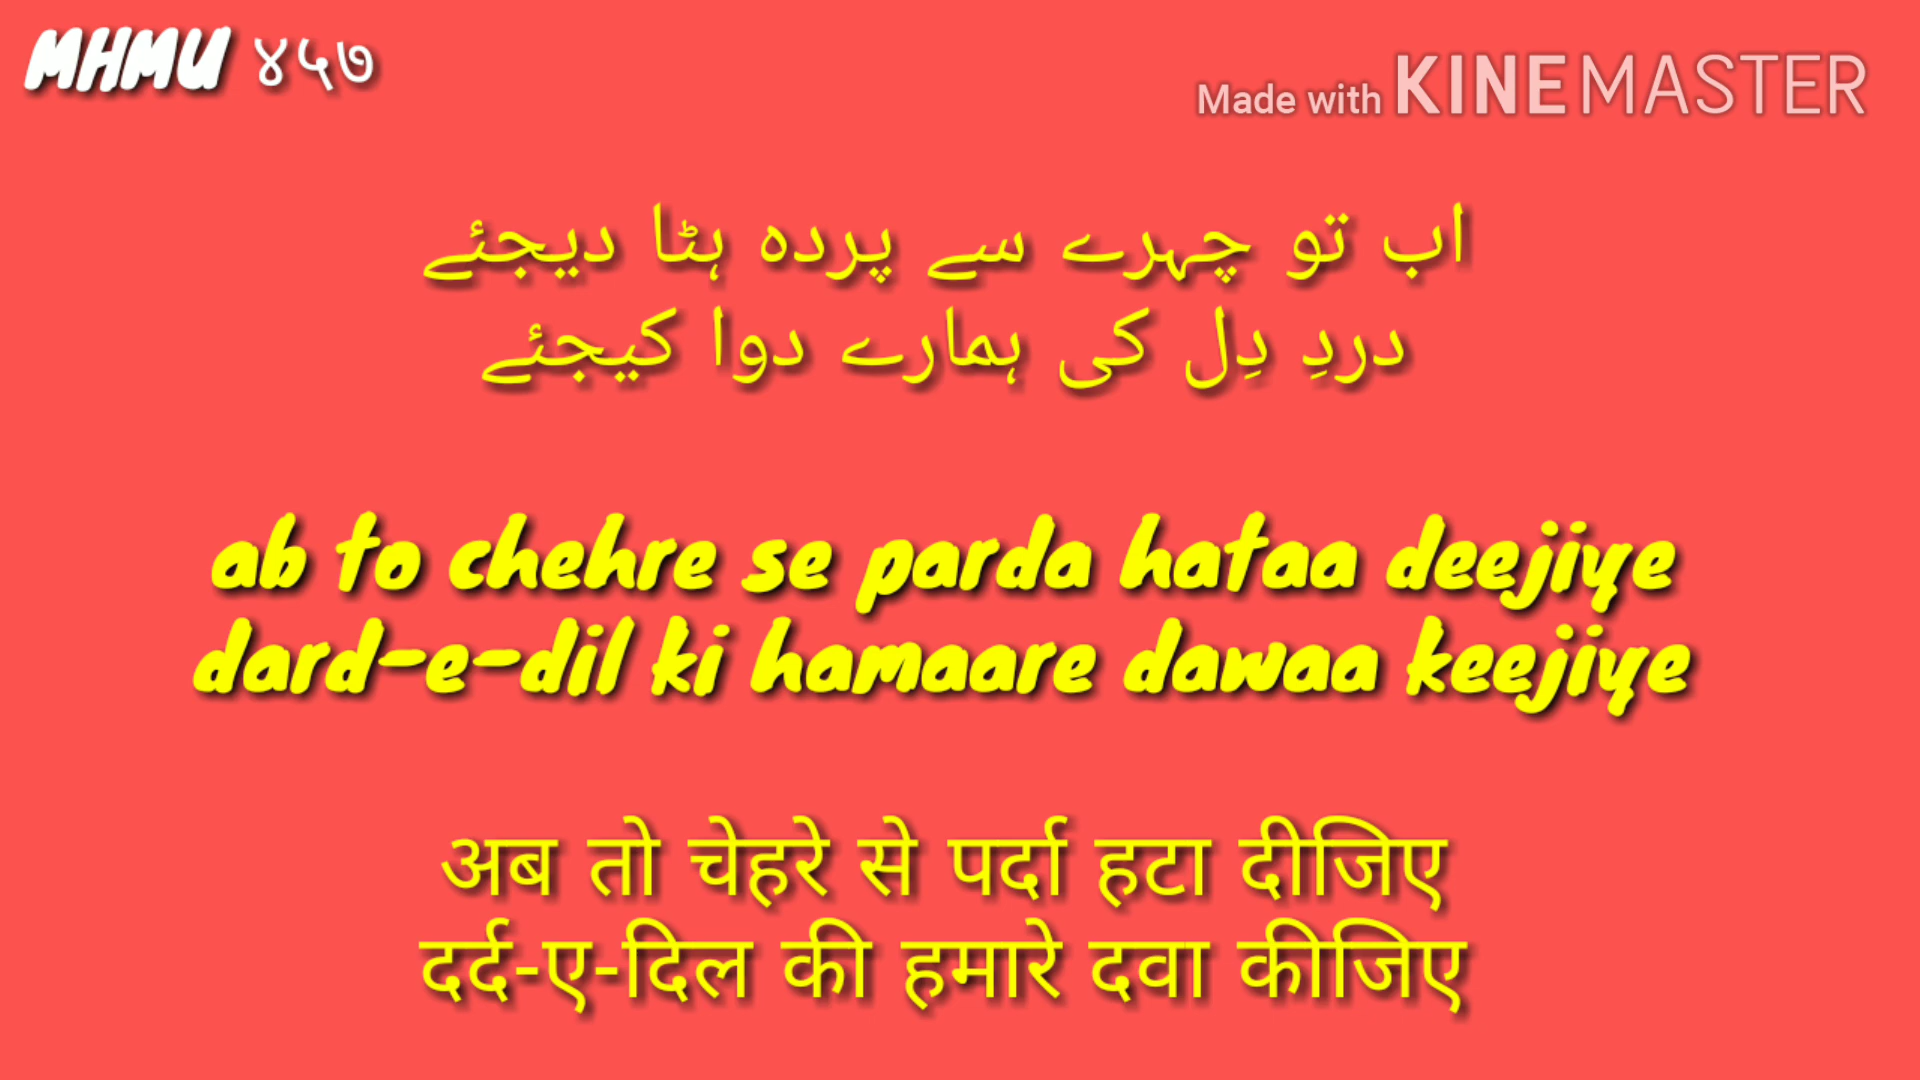 MHMU ४५७
Made with KINEMASTER
اب تو چہرے سے پردہ ہٹا دیجئے
دردِ دِل کی ہمارے دوا کیجئے
ab to chehre se parda hataa deejiye
dard-e-dil ki hamaare dawaa keejiye
अब तो चेहरे से पर्दा हटा दीजिए
दर्द-ए-दिल की हमारे दवा कीजिए